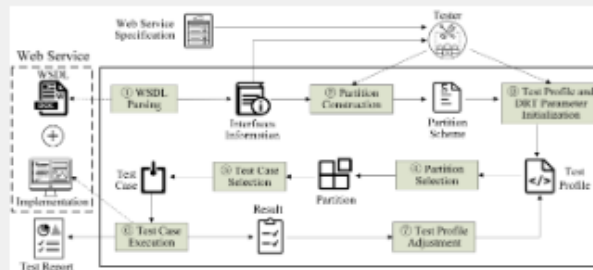 Web Service
Specification
Tester
Web Service
WSDL
① WSDL
Parsing
Interface
Information
② Partition
Construction
Partition
Scheme
③ Test Profile and
DRT Parameter
Initialization
Test
Case
⑤ Test Case
Selection
Partition
④ Partition
Selection
Test
Profile
Implementation
⑥ Test Case
Execution
Result
⑦ Test Profile
Adjustment
Test Report